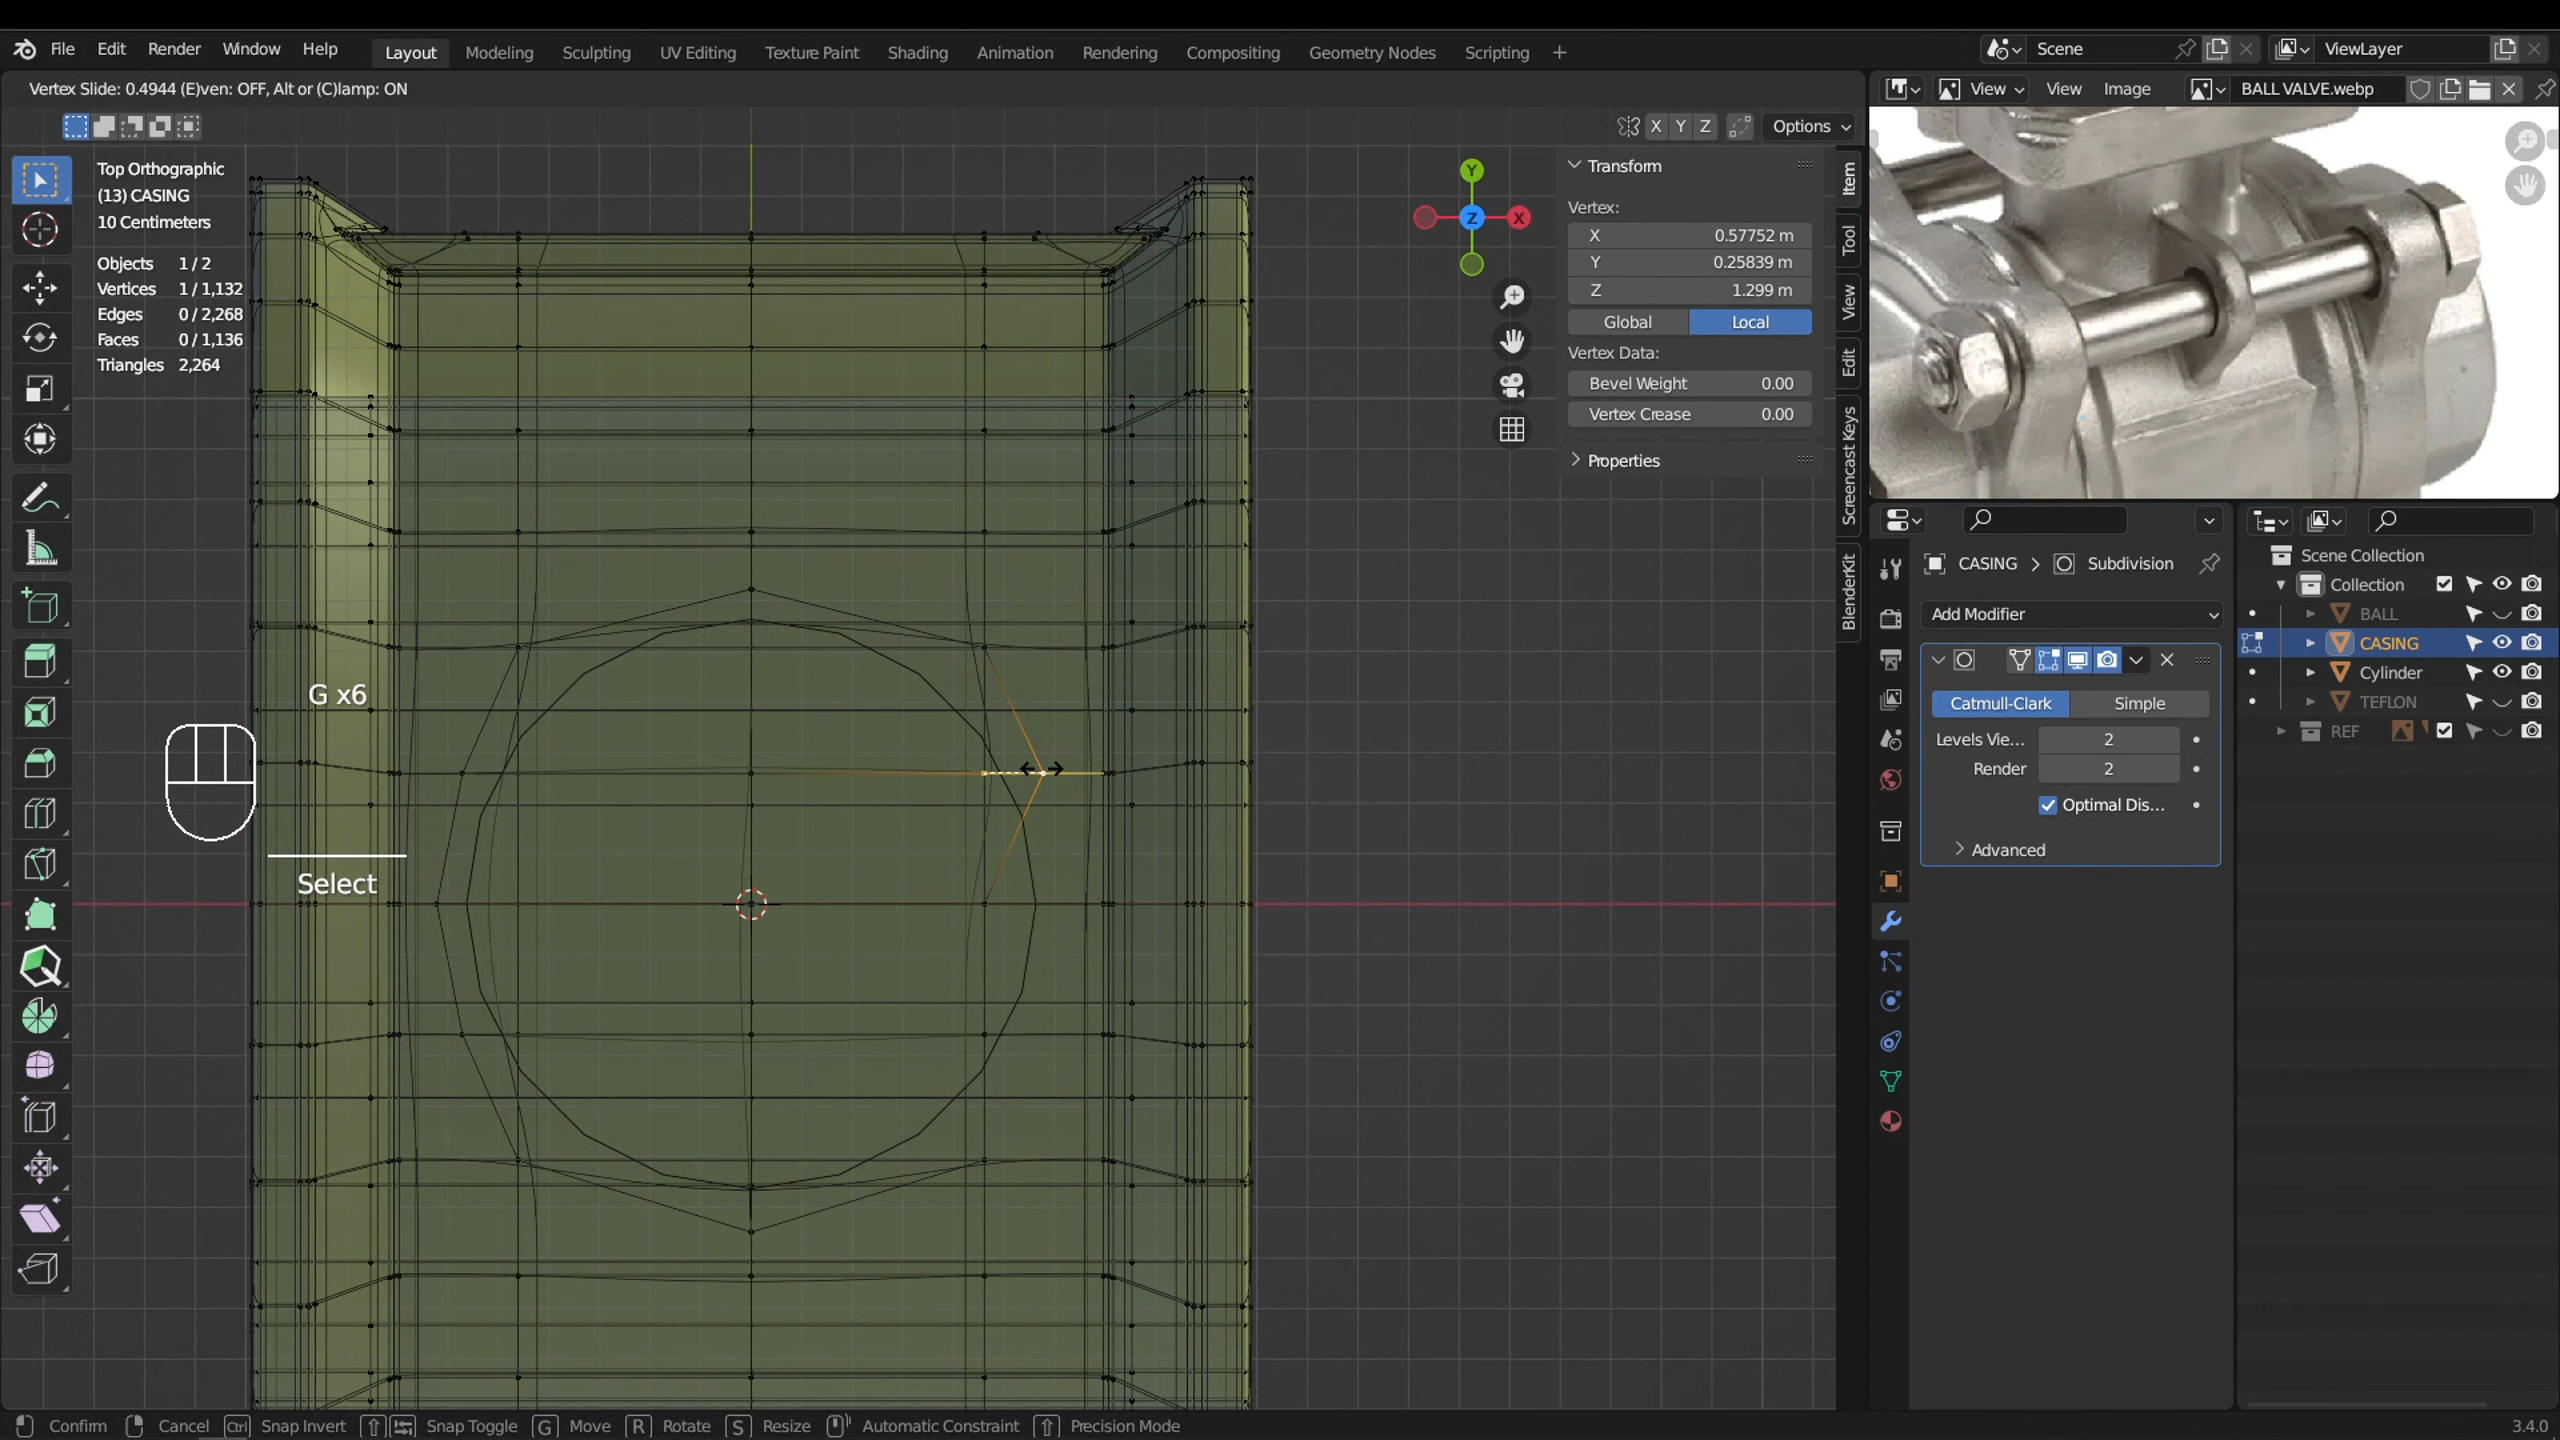 File Edit Render Window Help
Layout Modeling Sculpting UV Editing Texture Paint Shading Animation Rendering Compositing Geometry Nodes Scripting +
Scene
ViewLayer
Vertex Slide: 0.4944 (E)ven: OFF, Alt or (C)lamp: ON
View View Image BALL VALVE.webp
X Y Z Options
Top Orthographic
(13) CASING
10 Centimeters
Objects 1 / 2
Vertices 1 / 1,132
Edges 0 / 2,268
Faces 0 / 1,136
Triangles 2,264
Y
X
Z
Transform
Vertex:
X 0.57752 m
Y 0.25839 m
Z 1.299 m
Global Local
Vertex Data:
Bevel Weight 0.00
Vertex Crease 0.00
Properties
Item
Tool
View
Edit
Screencast Keys
BlenderKit
G x6
Select
CASING > Subdivision
Add Modifier
Catmull-Clark Simple
Levels Vie... 2
Render 2
Optimal Dis...
Advanced
Scene Collection
Collection
BALL
CASING
Cylinder
TEFLON
REF
Confirm Cancel Ctrl Snap Invert Snap Toggle G Move R Rotate S Resize Automatic Constraint Precision Mode
3.4.0